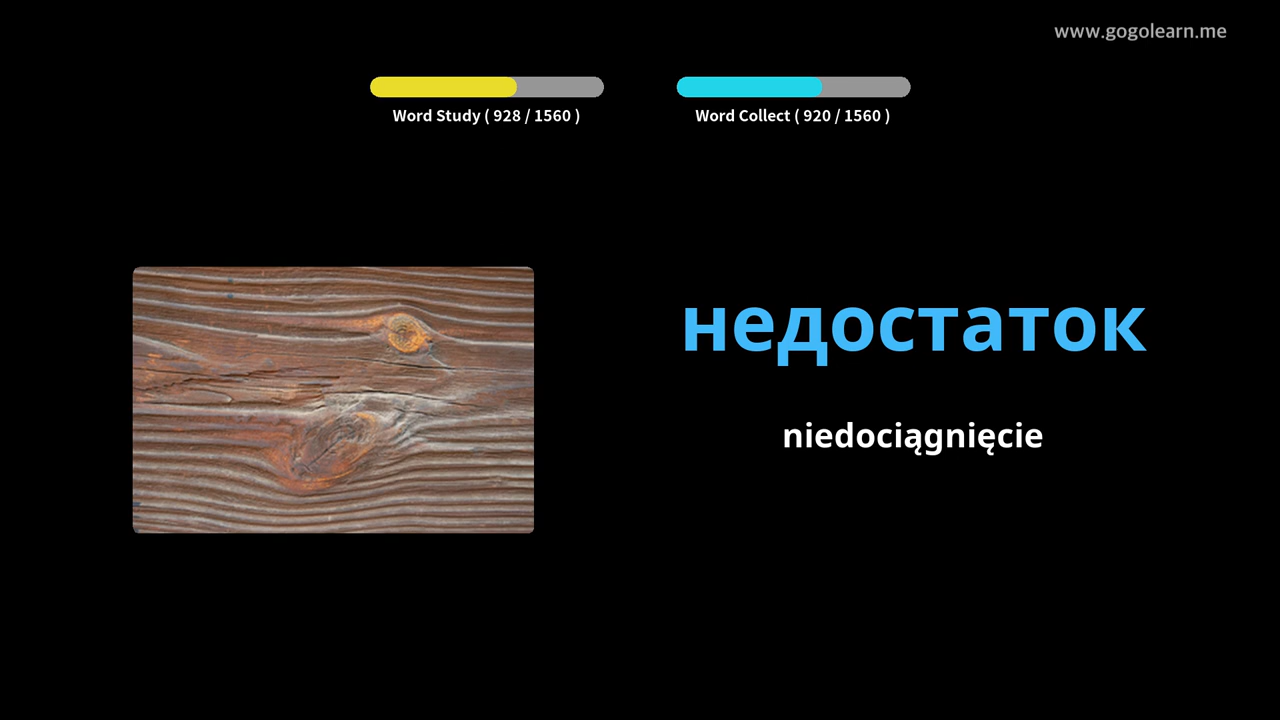 www.gogolearn.me
Word Study ( 928 / 1560 )
Word Collect ( 920 / 1560 )
недостаток
niedociągnięcie